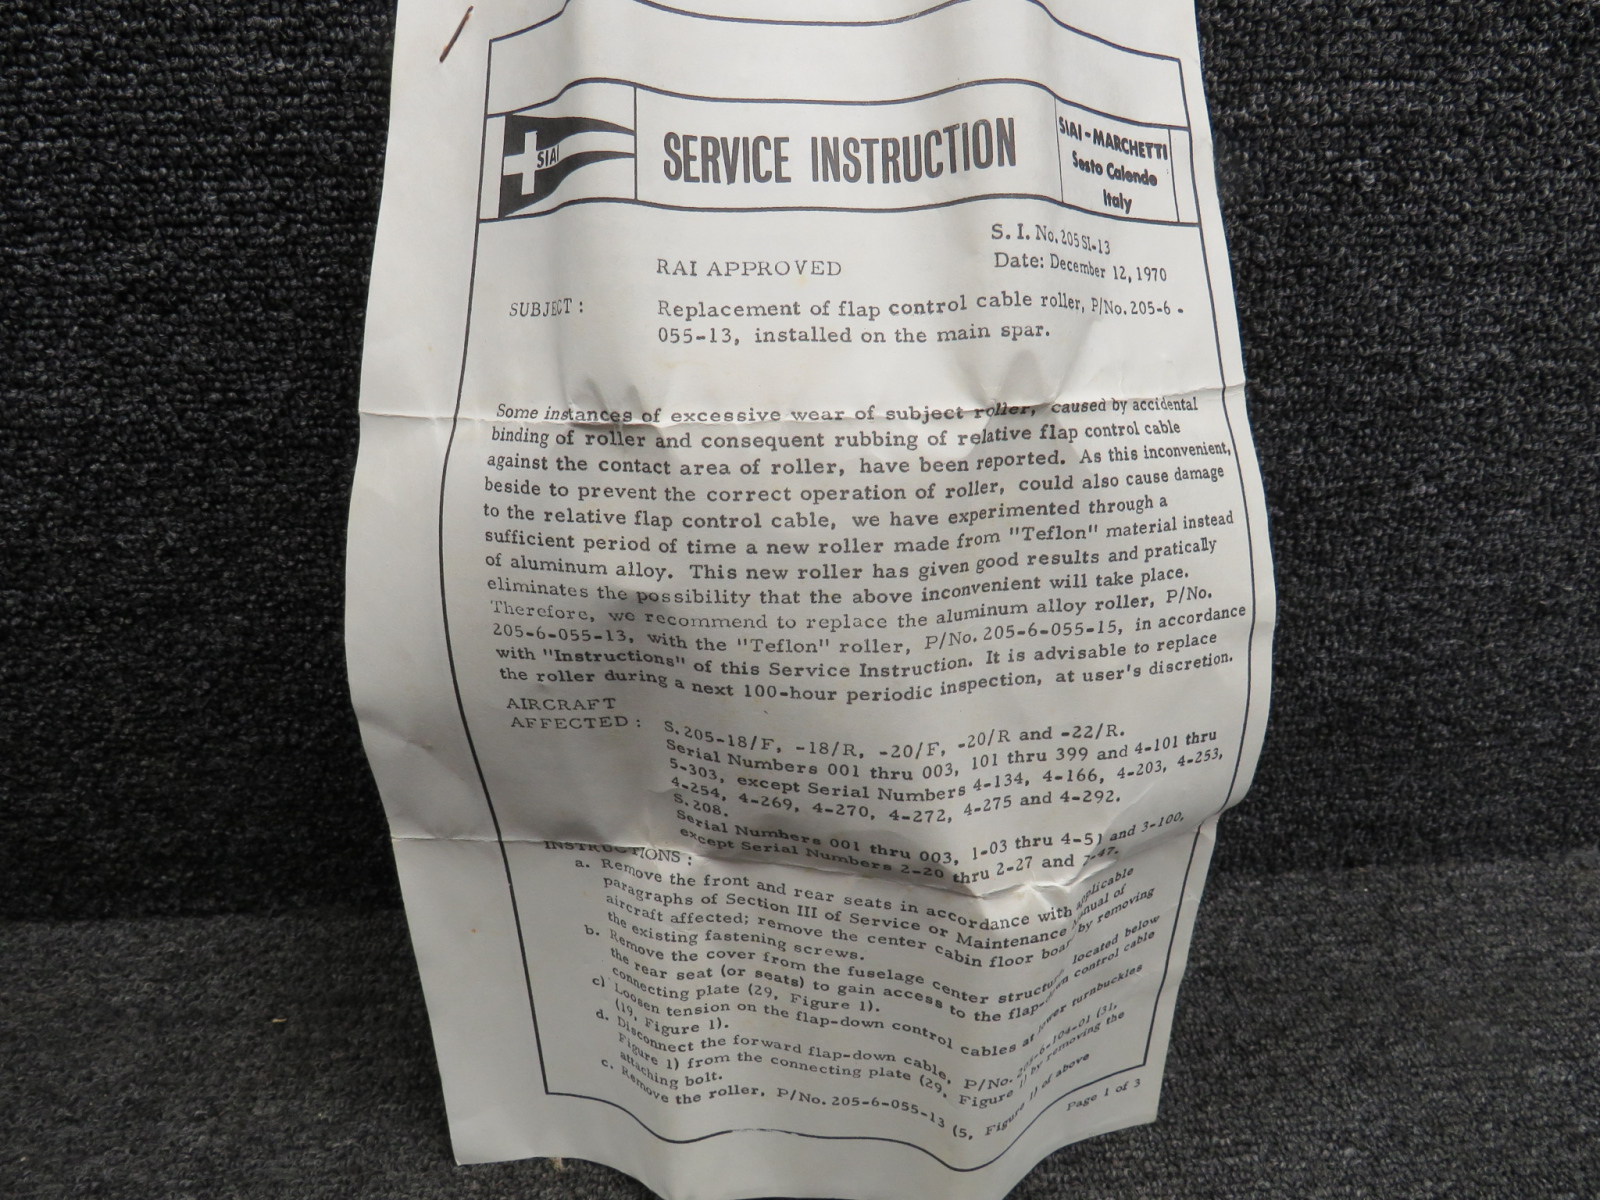 SIAI
SERVICE INSTRUCTION
SIAI-MARCHETTI
Sesto Calende
Italy
S. I. No. 205 SI-13
RAI APPROVED
Date: December 12, 1970
SUBJECT:
Replacement of flap control cable roller, P/No. 205-6-
055-13, installed on the main spar.
Some instances of excessive wear of subject roller, caused by accidental
binding of roller and consequent rubbing of relative flap control cable
against the contact area of roller, have been reported. As this inconvenient,
beside to prevent the correct operation of roller, could also cause damage
to the relative flap control cable, we have experimented through a
sufficient period of time a new roller made from "Teflon" material instead
of aluminum alloy. This new roller has given good results and pratically
eliminates the possibility that the above inconvenient will take place.
Therefore, we recommend to replace the aluminum alloy roller, P/No.
205-6-055-13, with the "Teflon" roller, P/No. 205-6-055-15, in accordance
with "Instructions" of this Service Instruction. It is advisable to replace
the roller during a next 100-hour periodic inspection, at user's discretion.
AIRCRAFT
AFFECTED:
S.205-18/F, -18/R, -20/F, -20/R and -22/R.
Serial Numbers 001 thru 003, 101 thru 399 and 4-101 thru
5-303, except Serial Numbers 4-134, 4-166, 4-203, 4-253,
4-254, 4-269, 4-270, 4-272, 4-275 and 4-292.
S.208.
Serial Numbers 001 thru 003, 1-03 thru 4-51 and 3-100,
except Serial Numbers 2-20 thru 2-27 and 2-47.
INSTRUCTIONS:
a. Remove the front and rear seats in accordance with applicable
paragraphs of Section III of Service or Maintenance Manual of
aircraft affected; remove the center cabin floor board by removing
the existing fastening screws.
b. Remove the cover from the fuselage center structure located below
the rear seat (or seats) to gain access to the flap-down control cable
connecting plate (29, Figure 1).
c) Loosen tension on the flap-down control cables at lower turnbuckles
(19, Figure 1).
d. Disconnect the forward flap-down cable, P/No. 205-6-104-01 (31,
Figure 1) from the connecting plate (29, Figure 1) by removing the
attaching bolt.
c. Remove the roller, P/No. 205-6-055-13 (5, Figure 1) of above
Page 1 of 3